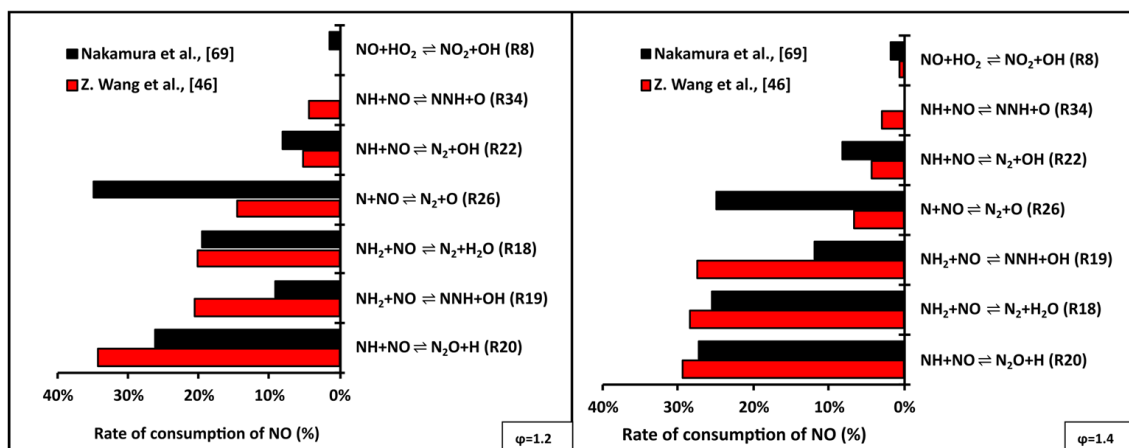 Nakamura et al., [69]
Z. Wang et al., [46]
NO+HO₂ ⇌ NO₂+OH (R8)
NH+NO ⇌ NNH+O (R34)
NH+NO ⇌ N₂+OH (R22)
N+NO ⇌ N₂+O (R26)
NH₂+NO ⇌ N₂+H₂O (R18)
NH₂+NO ⇌ NNH+OH (R19)
NH+NO ⇌ N₂O+H (R20)
40% 30% 20% 10% 0%
Rate of consumption of NO (%)
φ=1.2
Nakamura et al., [69]
Z. Wang et al., [46]
NO+HO₂ ⇌ NO₂+OH (R8)
NH+NO ⇌ NNH+O (R34)
NH+NO ⇌ N₂+OH (R22)
N+NO ⇌ N₂+O (R26)
NH₂+NO ⇌ NNH+OH (R19)
NH₂+NO ⇌ N₂+H₂O (R18)
NH+NO ⇌ N₂O+H (R20)
40% 30% 20% 10% 0%
Rate of consumption of NO (%)
φ=1.4